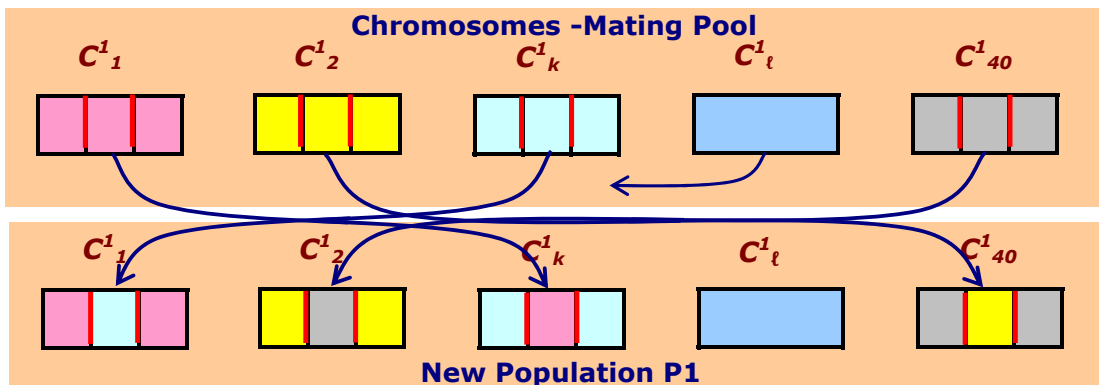 Chromosomes -Mating Pool
C¹₁ C¹₂ C¹ₖ C¹ℓ C¹₄₀
C¹₁ C¹₂ C¹ₖ C¹ℓ C¹₄₀
New Population P1